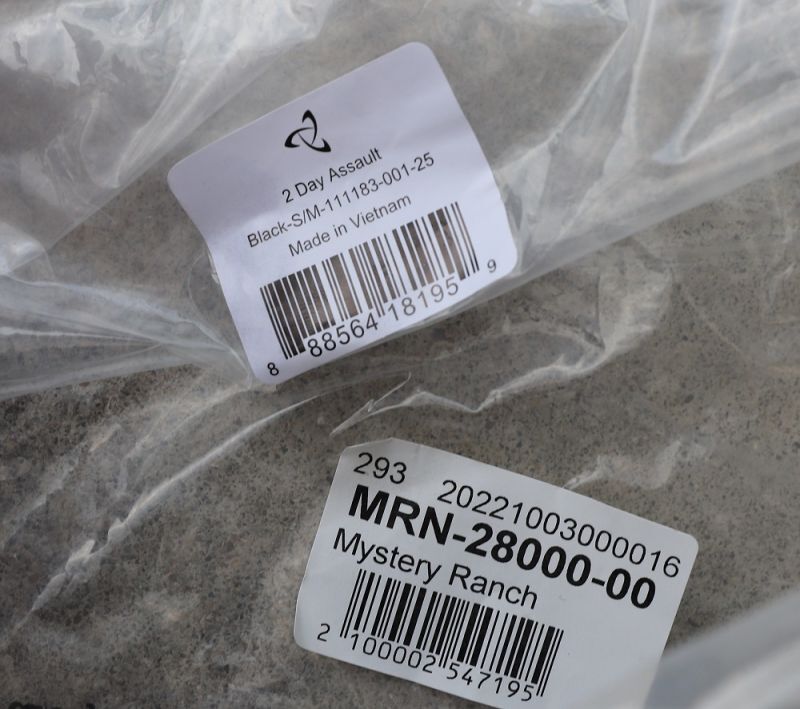 2 Day Assault
Black-S/M-111183-001-25
Made in Vietnam
8 88564 18195 9
293 20221003000016
MRN-28000-00
Mystery Ranch
2 100002 547195